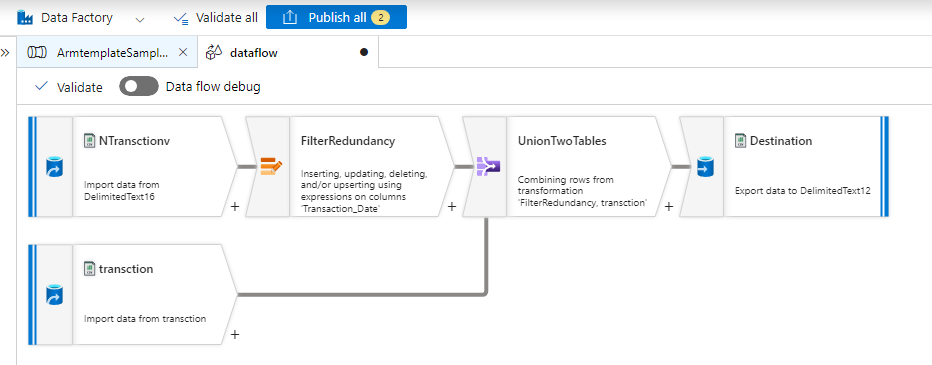 Data Factory
Validate all
Publish all 2
»
ArmtemplateSampl... ×
dataflow
Validate
Data flow debug
NTransctionv
Import data from
DelimitedText16
+
FilterRedundancy
Inserting, updating, deleting,
and/or upserting using
expressions on columns
'Transaction_Date'
+
UnionTwoTables
Combining rows from
transformation
'FilterRedundancy, transction'
+
Destination
Export data to DelimitedText12
transction
Import data from transction
+